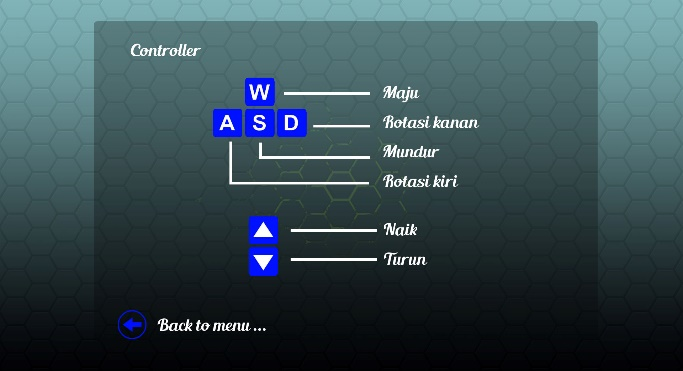 Controller
W
Maju
A S D
Rotasi kanan
Mundur
Rotasi kiri
Naik
Turun
Back to menu ...